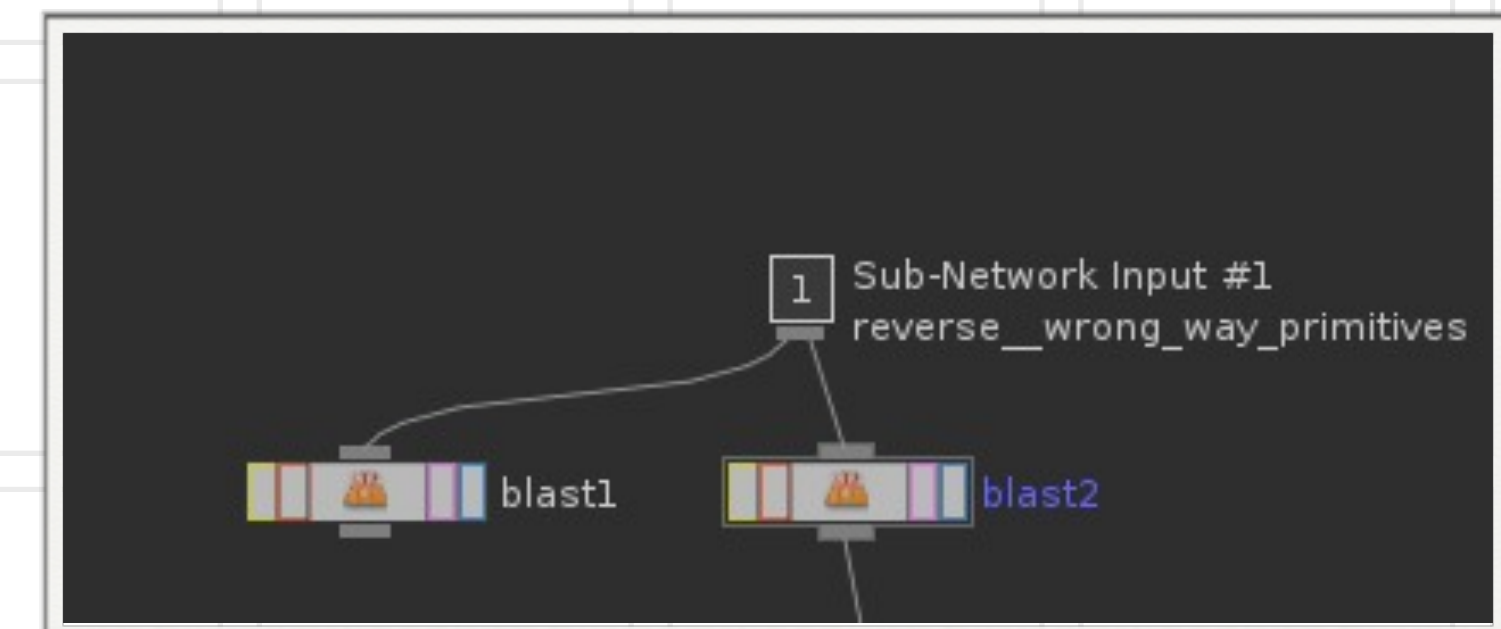 1
Sub-Network Input #1
reverse__wrong_way_primitives
blast1
blast2